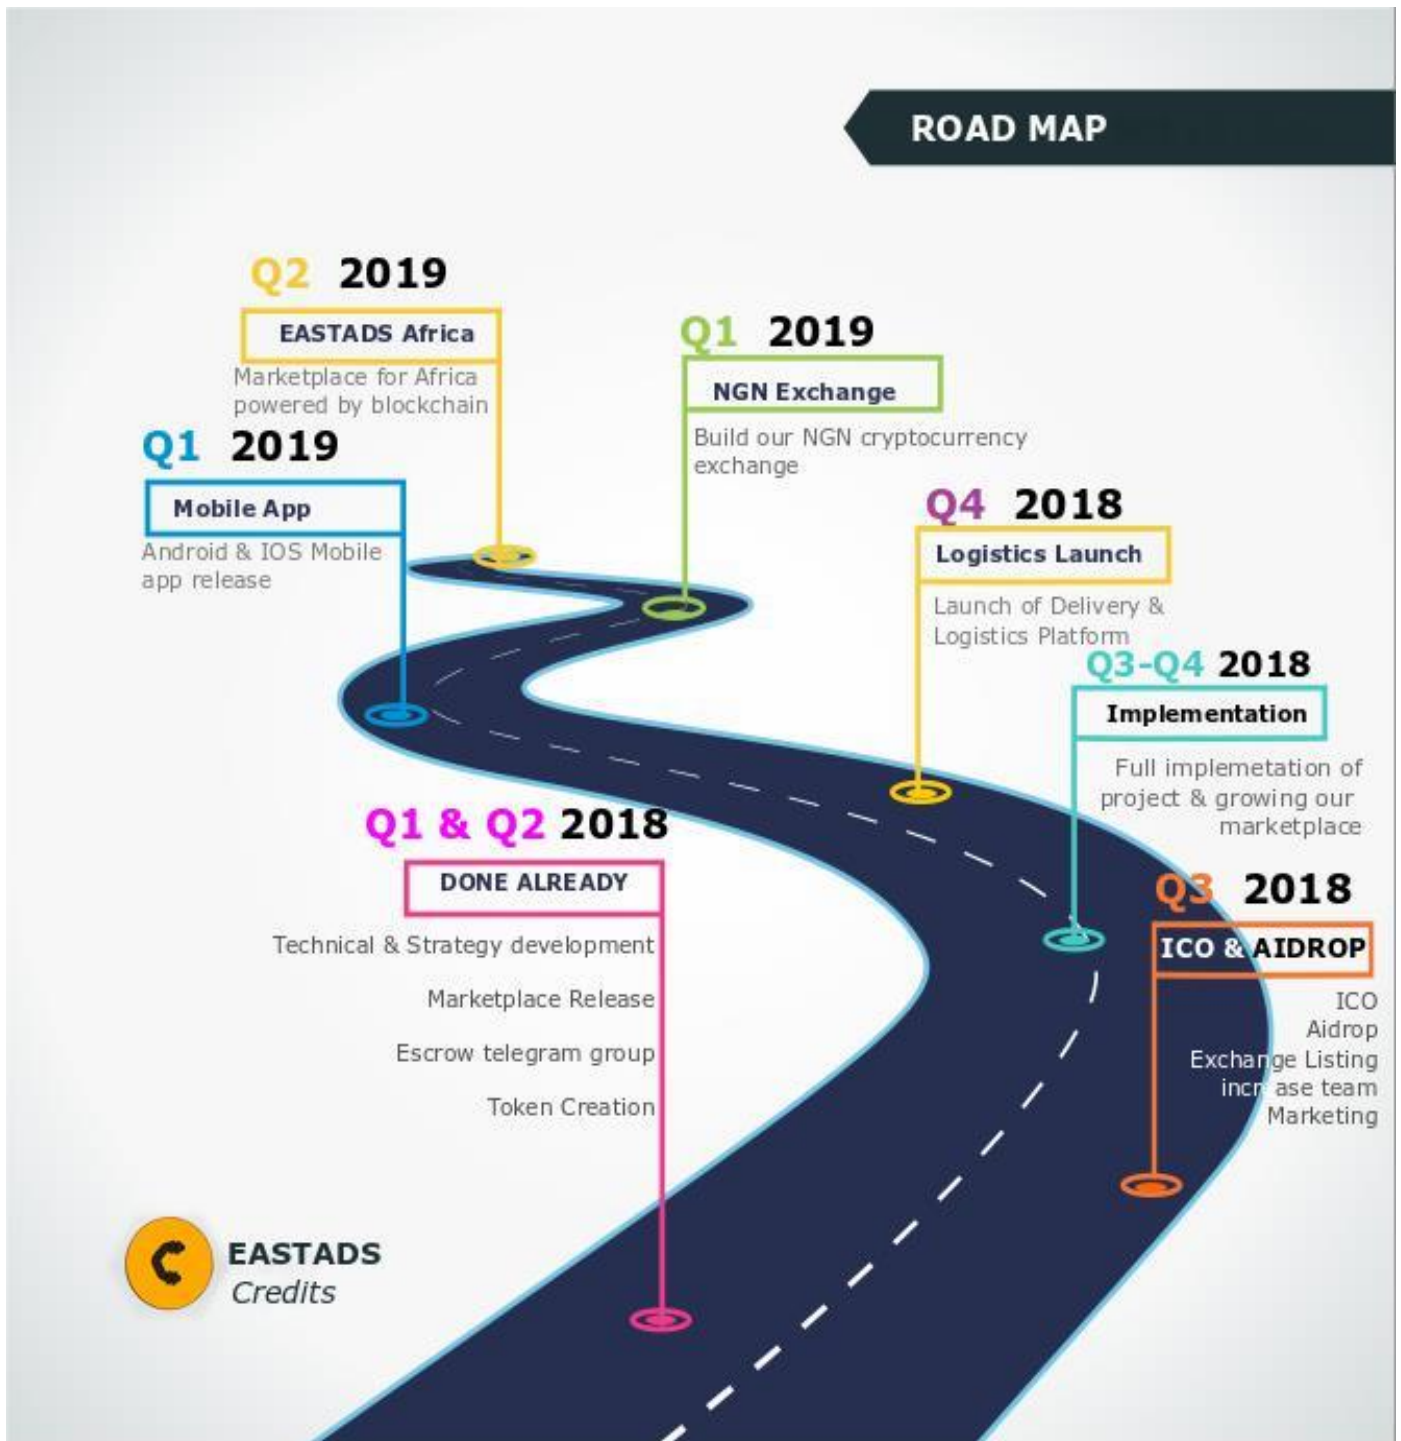 ROAD MAP
Q2 2019
EASTADS Africa
Marketplace for Africa
powered by blockchain
Q1 2019
NGN Exchange
Build our NGN cryptocurrency
exchange
Q1 2019
Mobile App
Android & IOS Mobile
app release
Q4 2018
Logistics Launch
Launch of Delivery &
Logistics Platform
Q3-Q4 2018
Implementation
Full implemetation of
project & growing our
marketplace
Q1 & Q2 2018
DONE ALREADY
Technical & Strategy development
Marketplace Release
Escrow telegram group
Token Creation
Q3 2018
ICO & AIDROP
ICO
Aidrop
Exchange Listing
increase team
Marketing
EASTADS
Credits